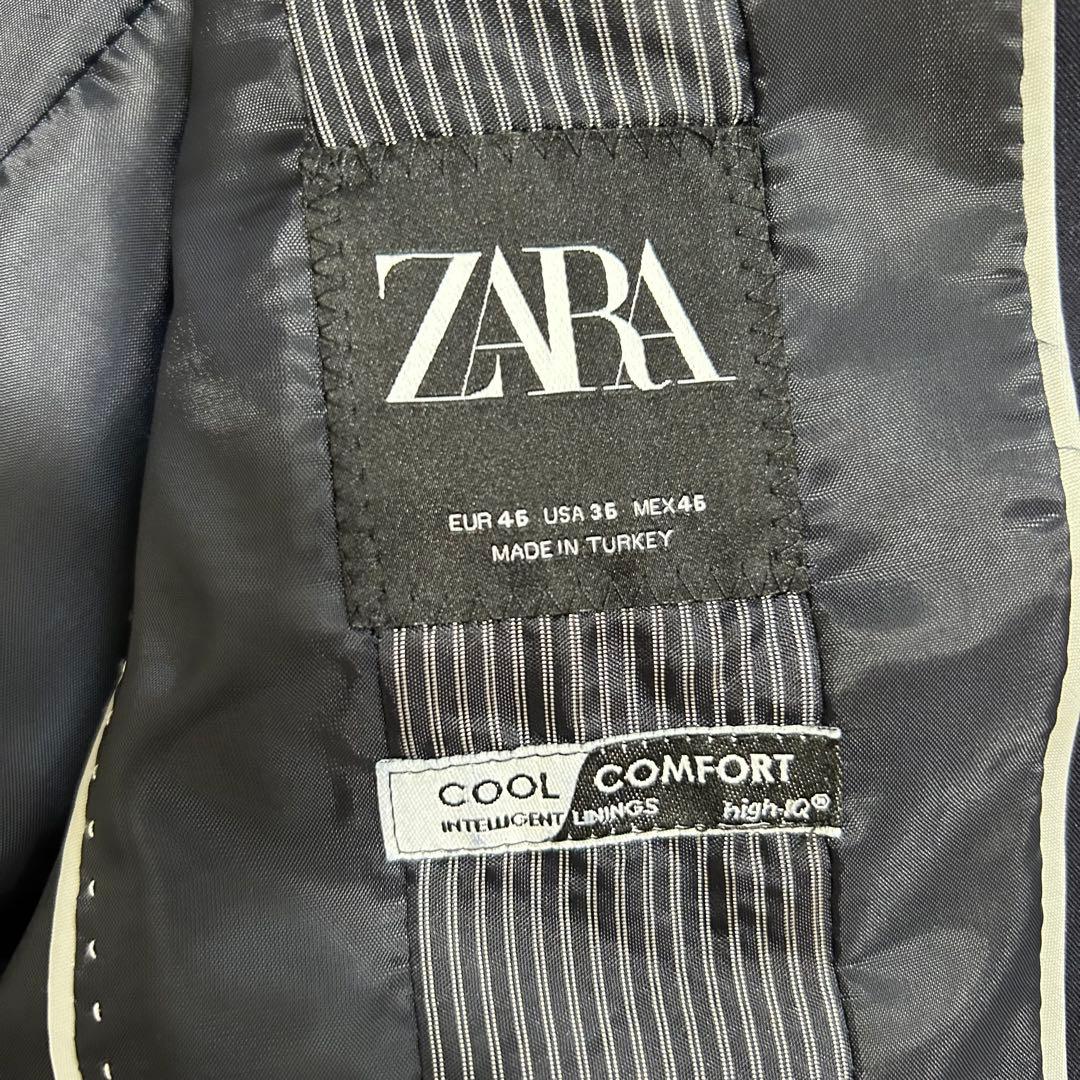 ZARA
EUR 46 USA 36 MEX 46
MADE IN TURKEY
COOL COMFORT
INTELLIGENT LININGS high-IQ®